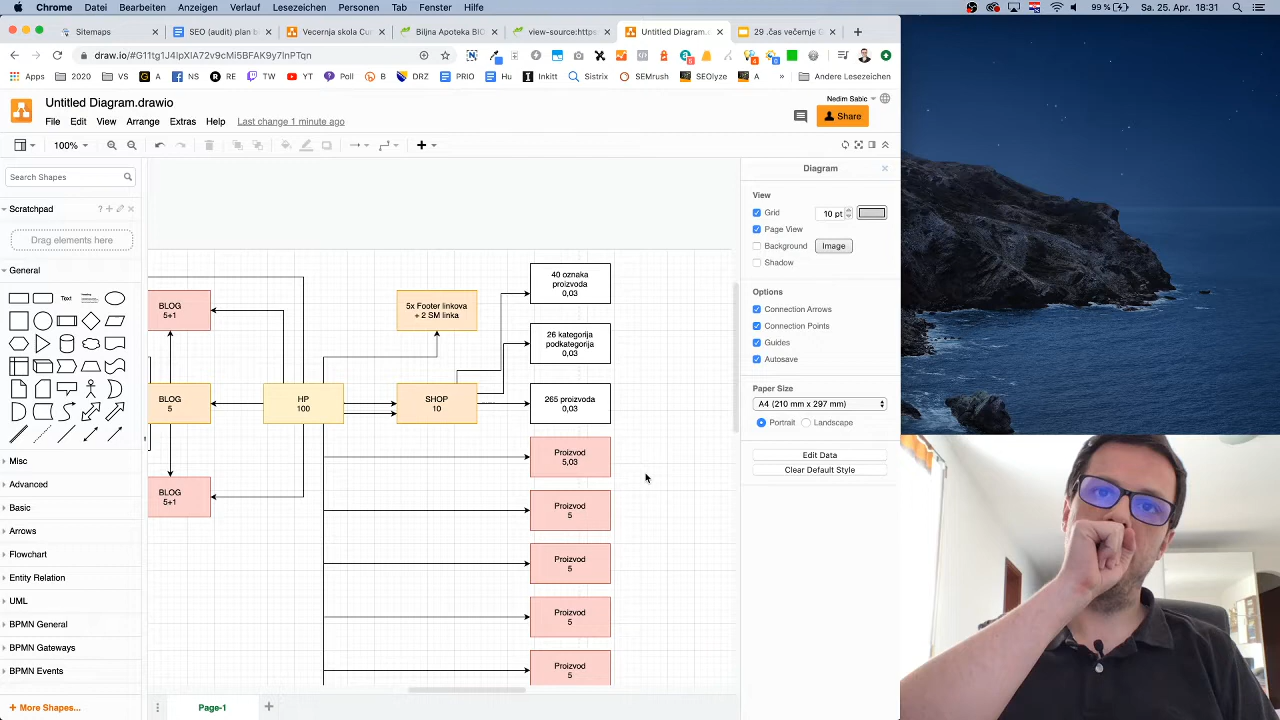 Chrome Datei Bearbeiten Anzeigen Verlauf Lesezeichen Personen Tab Fenster Hilfe
99 % Sa. 25. Apr. 18:31
Sitemaps
SEO (audit) plan b
Vecernja skola Cu
Biljna Apoteka BIO
view-source:https
Untitled Diagram.
29 .čas večernje
draw.io/#G11tg1J4IpXIA72v9cMi5BFAK9y7InPTqn
Apps 2020 G A NS RE TW YT Poll B DRZ PRIO Hu Inkitt Sistrix SEMrush SEOlyze A » Andere Lesezeichen
Untitled Diagram.drawio
Nedim Sabic
File Edit View Arrange Extras Help Last change 1 minute ago
Share
100%
Search Shapes
Scratchpad
Drag elements here
General
Text
Misc
Advanced
Basic
Arrows
Flowchart
Entity Relation
UML
BPMN General
BPMN Gateways
BPMN Events
+ More Shapes...
BLOG
5+1
BLOG
5
BLOG
5+1
HP
100
5x Footer linkova
+ 2 SM linka
SHOP
10
40 oznaka
proizvoda
0,03
26 kategorija
podkategorija
0,03
265 proizvoda
0,03
Proizvod
5,03
Proizvod
5
Proizvod
5
Proizvod
5
Proizvod
5
Page-1
Diagram
View
Grid 10 pt
Page View
Background Image
Shadow
Options
Connection Arrows
Connection Points
Guides
Autosave
Paper Size
A4 (210 mm x 297 mm)
Portrait Landscape
Edit Data
Clear Default Style